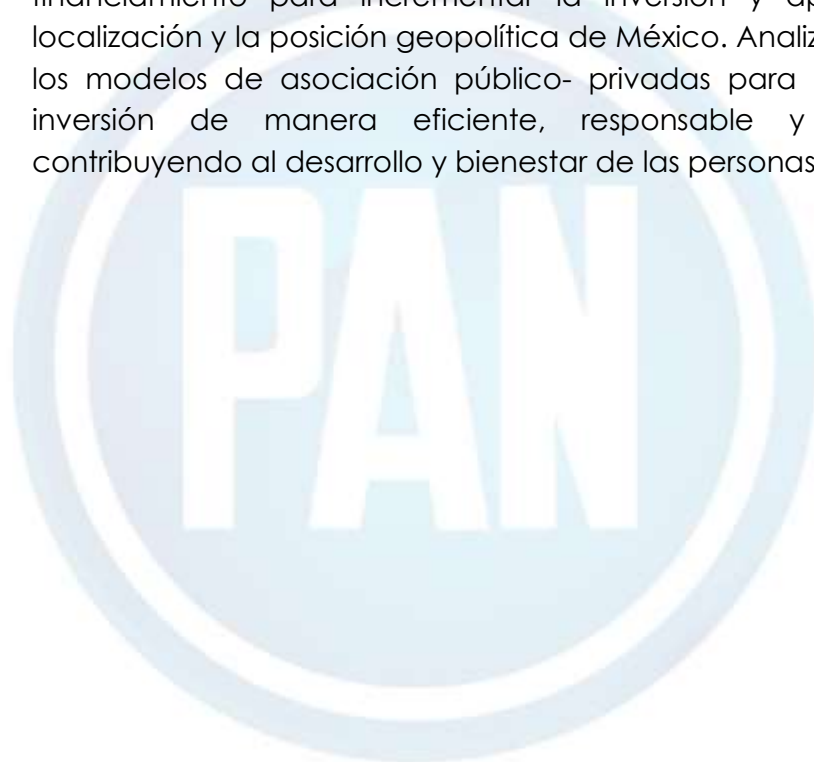 financiamiento para incrementar la inversión y
localización y la posición geopolítica de México.
los modelos de asociación público- privadas para
inversión de manera eficiente, responsable y
contribuyendo al desarrollo y bienestar de las personas
PAN